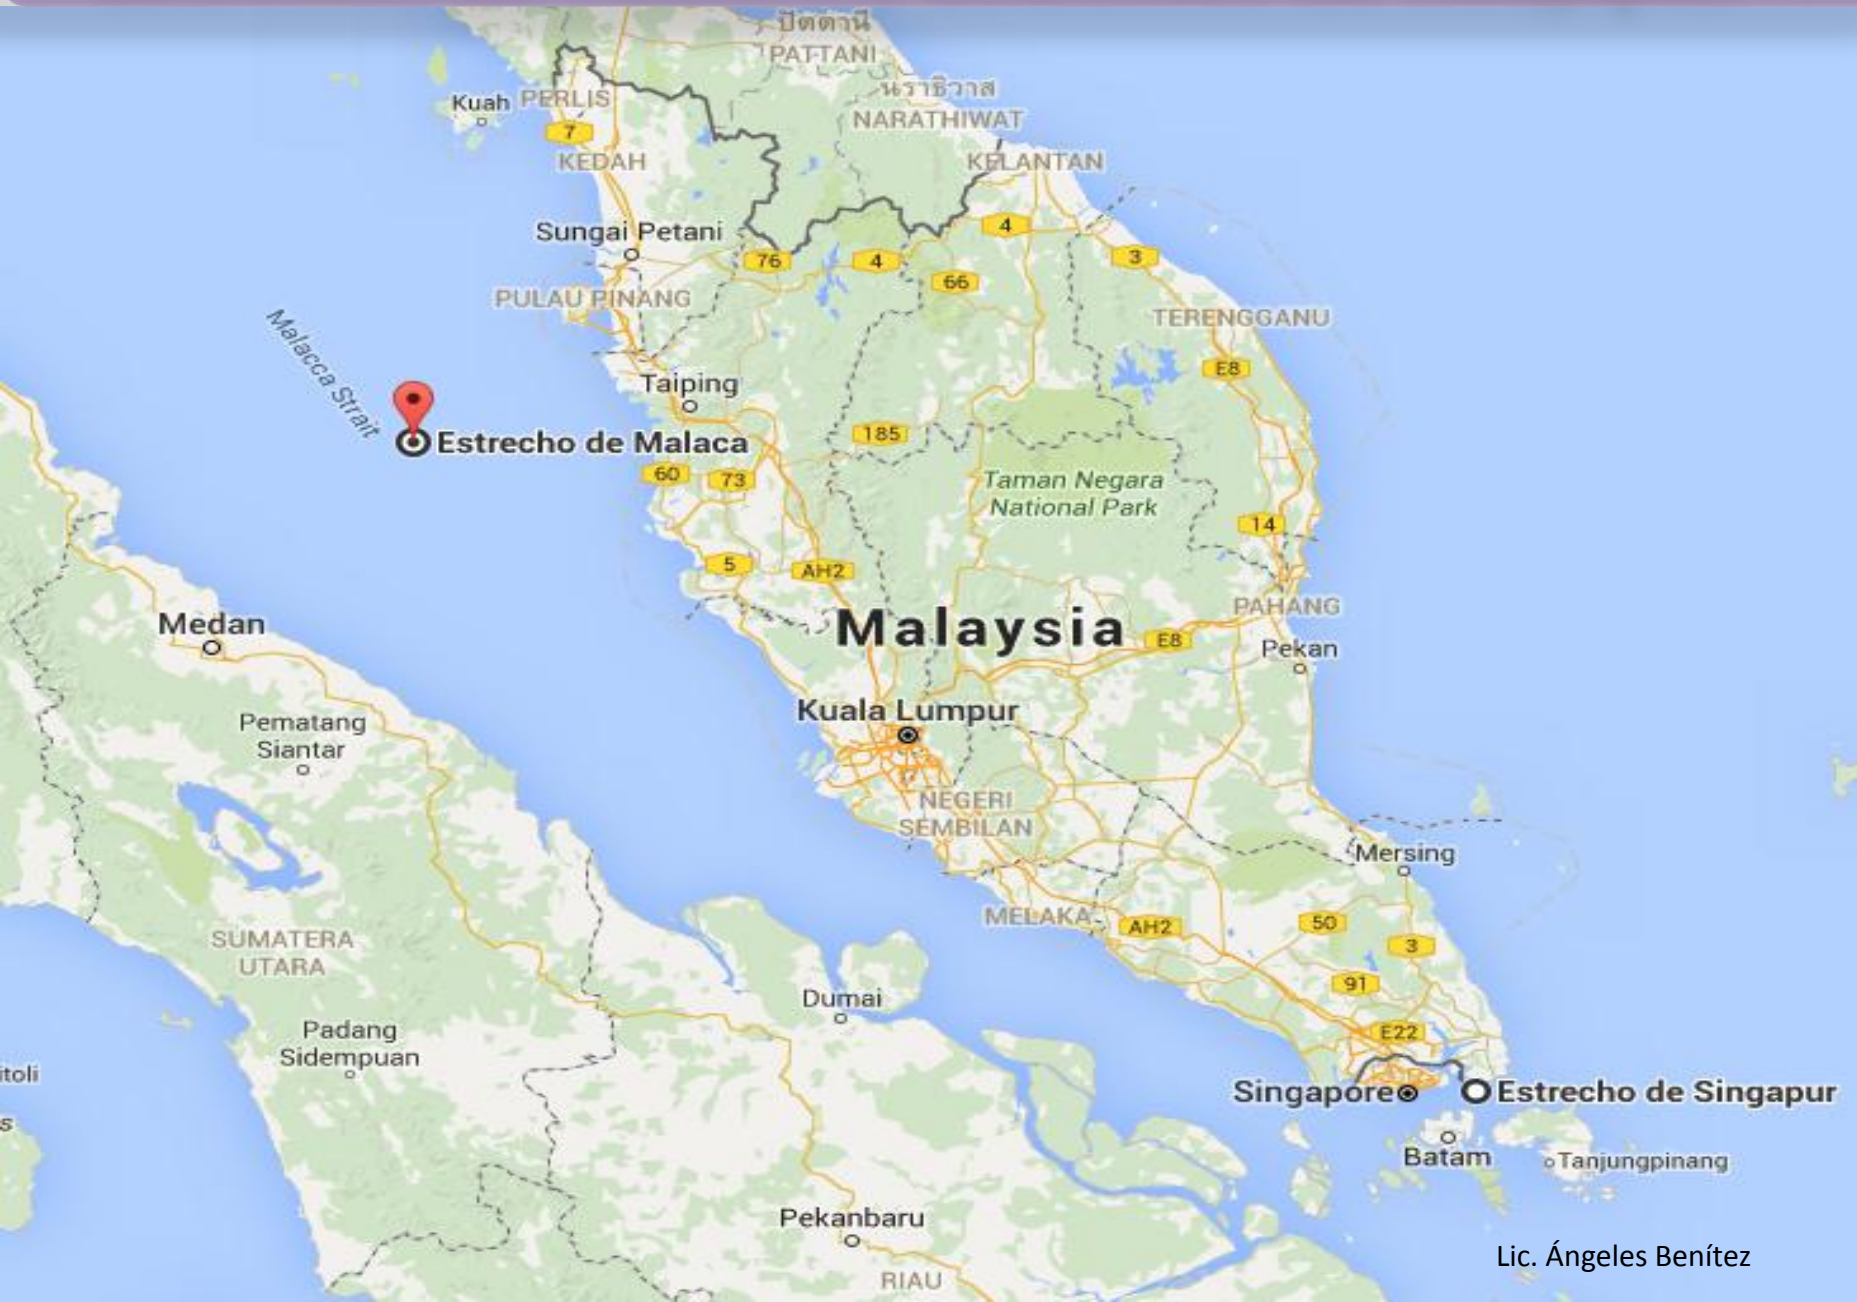 ปัตตานี
PATTANI
นราธิวาส
NARATHIWAT
Kuah
PERLIS
7
KEDAH
KELANTAN
Sungai Petani
4
76
4
3
66
PULAU PINANG
TERENGGANU
Malacca Strait
E8
Taiping
Estrecho de Malaca
185
60
73
Taman Negara
National Park
14
5
AH2
PAHANG
Medan
Malaysia
E8
Pekan
Kuala Lumpur
Pematang
Siantar
NEGERI
SEMBILAN
Mersing
MELAKA
AH2
50
3
SUMATERA
UTARA
91
Dumai
Padang
Sidempuan
E22
itoli
Singapore
Estrecho de Singapur
s
Batam
Tanjungpinang
Pekanbaru
Lic. Ángeles Benítez
RIAU